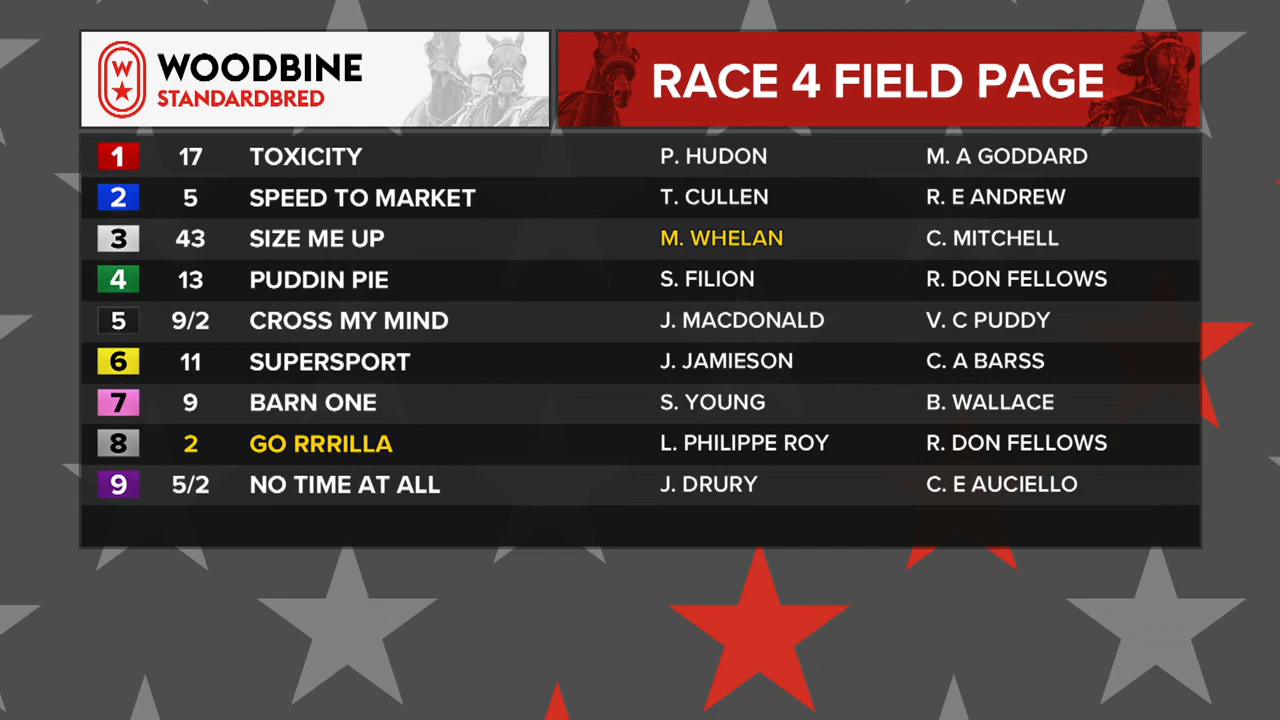 W
WOODBINE
STANDARDBRED
RACE 4 FIELD PAGE
1 17 TOXICITY P. HUDON M. A GODDARD
2 5 SPEED TO MARKET T. CULLEN R. E ANDREW
3 43 SIZE ME UP M. WHELAN C. MITCHELL
4 13 PUDDIN PIE S. FILION R. DON FELLOWS
5 9/2 CROSS MY MIND J. MACDONALD V. C PUDDY
6 11 SUPERSPORT J. JAMIESON C. A BARSS
7 9 BARN ONE S. YOUNG B. WALLACE
8 2 GO RRRILLA L. PHILIPPE ROY R. DON FELLOWS
9 5/2 NO TIME AT ALL J. DRURY C. E AUCIELLO